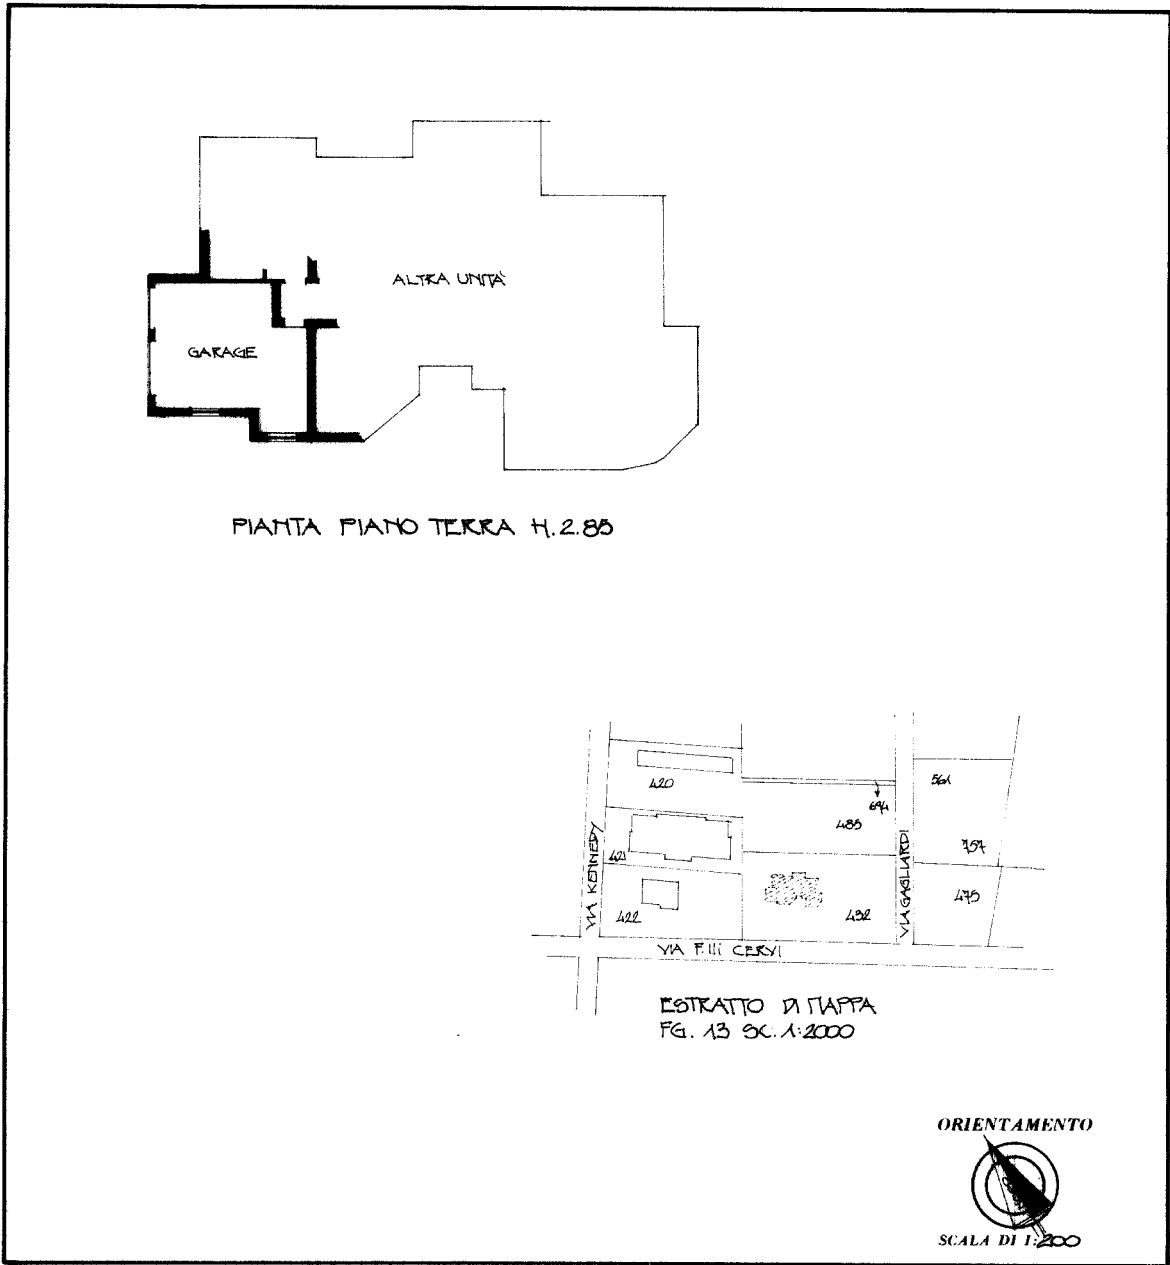 ALTRA UNITÀ
GARAGE
PIANTA PIANO TERRA H.2.85
420
561
694
485
VIA KENNEDY
421
VIA GAGLIARDI
757
422
432
475
VIA F.lli CERVI
ESTRATTO DI MAPPA
FG. 13 SC. 1:2000
ORIENTAMENTO
SCALA DI 1:200